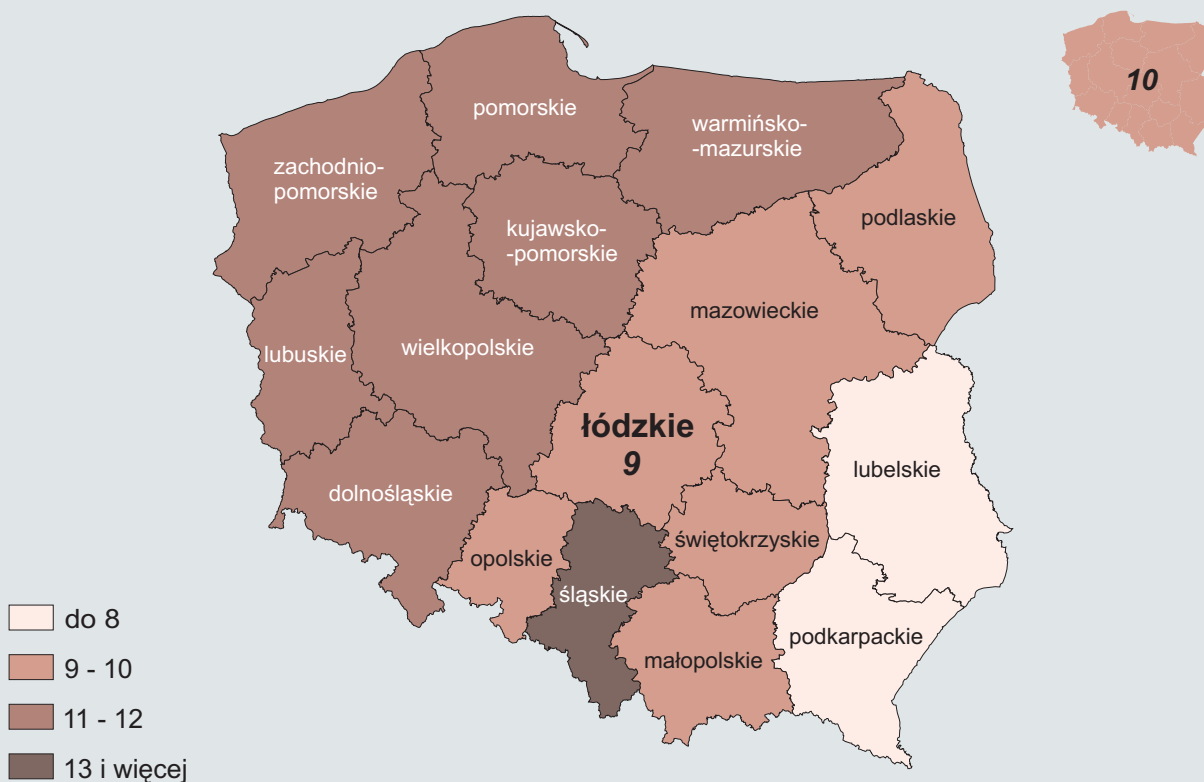 10
pomorskie
warmińsko-
-mazurskie
zachodnio-
pomorskie
podlaskie
kujawsko-
-pomorskie
mazowieckie
lubuskie
wielkopolskie
łódzkie
9
lubelskie
dolnośląskie
świętokrzyskie
opolskie
śląskie
podkarpackie
małopolskie
do 8
9 - 10
11 - 12
13 i więcej